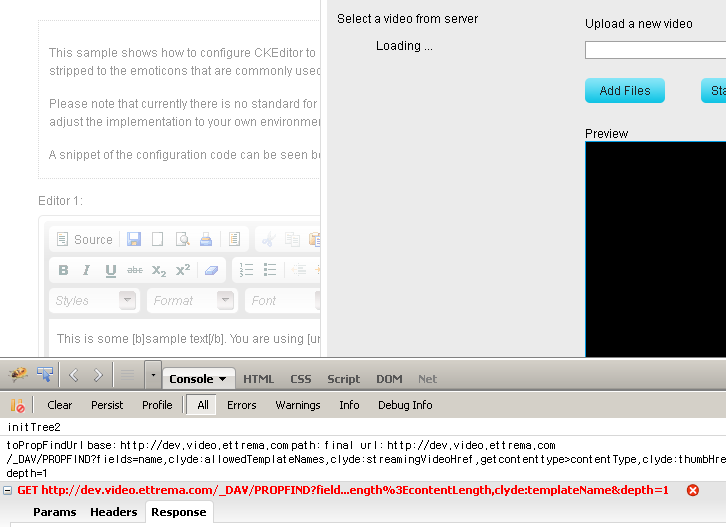 This sample shows how to configure CKEditor to
stripped to the emoticons that are commonly used
Please note that currently there is no standard for
adjust the implementation to your own environmen
A snippet of the configuration code can be seen be
Editor 1:
Source
B I U abc X2 X2
Styles Format Font
This is some [b]sample text[/b]. You are using [ur
Select a video from server
Loading ...
Upload a new video
Add Files Sta
Preview
Console HTML CSS Script DOM Net
Clear Persist Profile All Errors Warnings Info Debug Info
initTree2
toPropFindUrl base: http://dev.video.ettrema.com path: final url: http://dev.video.ettrema.com
/_DAV/PROPFIND?fields=name,clyde:allowedTemplateNames,clyde:streamingVideoHref,getcontenttype>contentType,clyde:thumbHre
depth=1
GET http://dev.video.ettrema.com/_DAV/PROPFIND?field...ength%3EcontentLength,clyde:templateName&depth=1
Params Headers Response